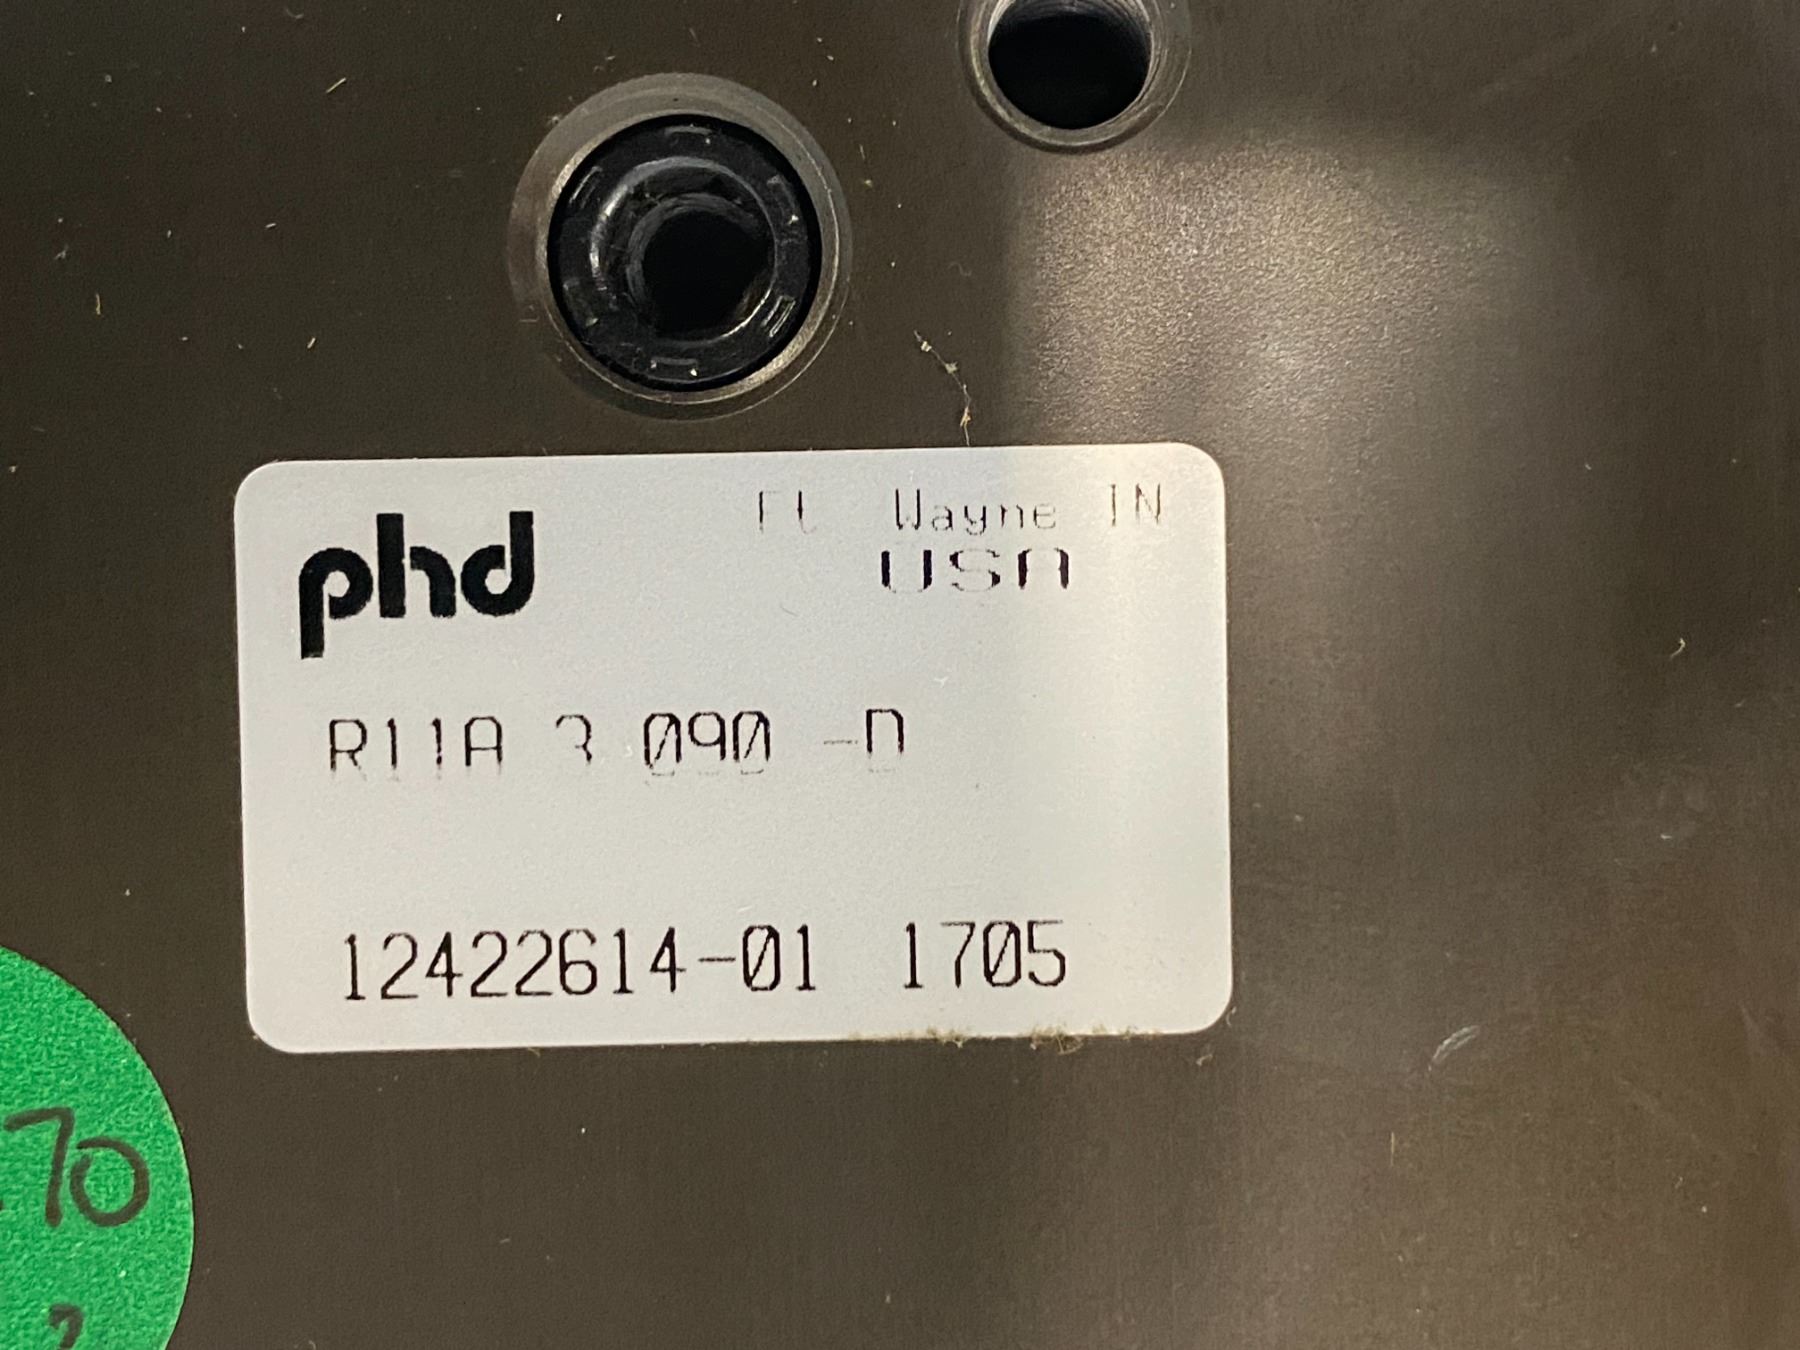 phd
Ft Wayne IN
USA
R11A 3 090 -D
12422614-01 1705
70